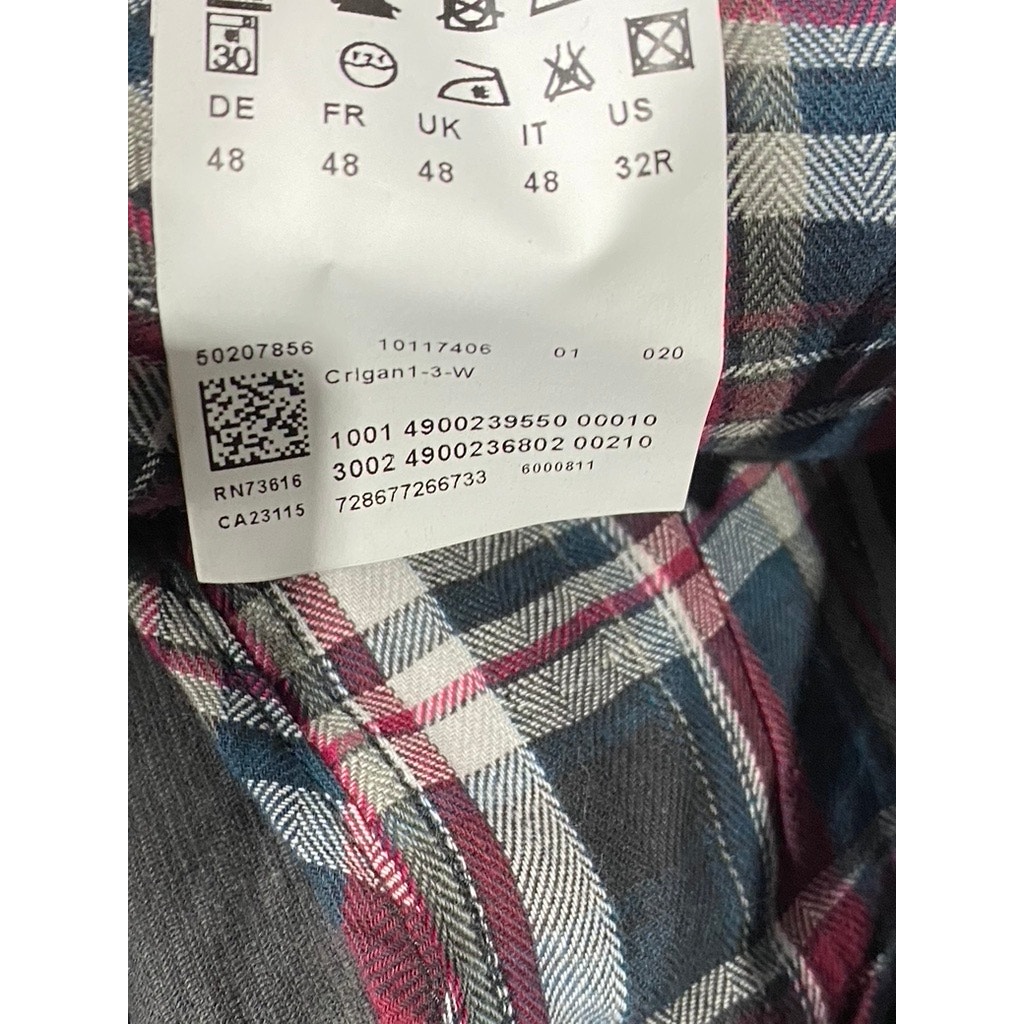 30
DE FR UK IT US
48 48 48 48 32R
50207856 10117406 01 020
Crigan1-3-W
1001 4900239550 00010
3002 4900236802 00210
RN73616 728677266733 6000811
CA23115